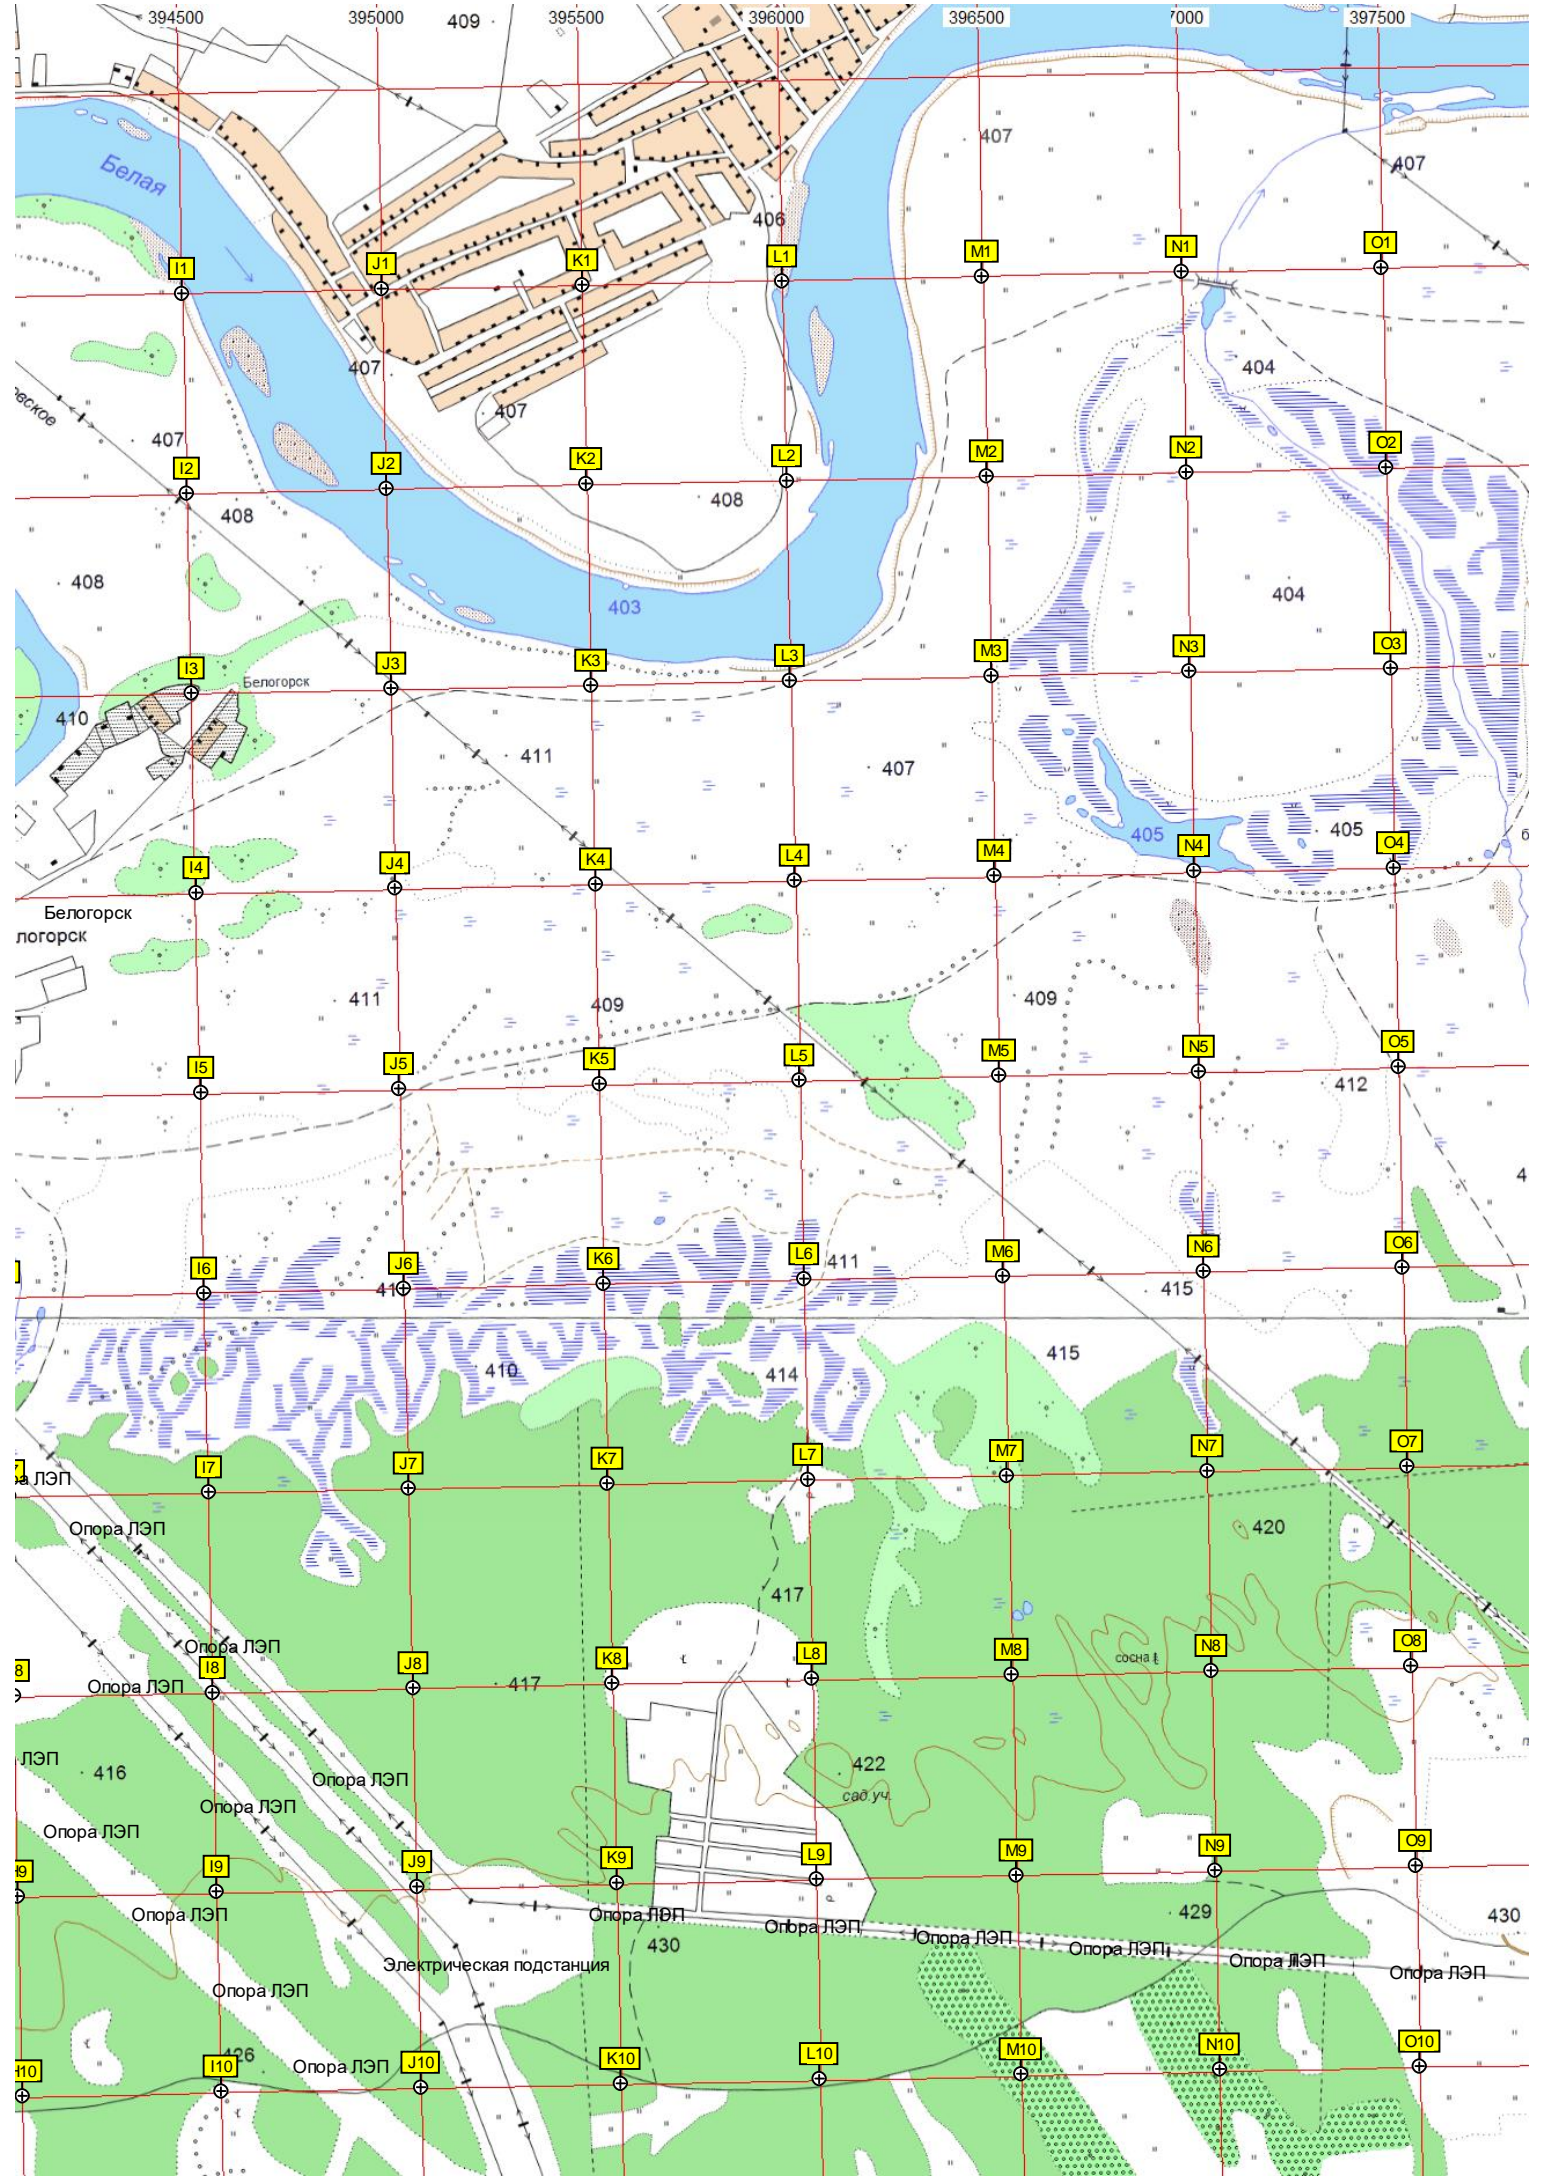 394500 395000 409 395500 396000 396500 7000 397500
407
407
Белая
406
I1 J1 K1 L1 M1 N1 O1
407 404
407
407
I2 J2 K2 L2 M2 N2 O2
408 408
408 403 404
I3 J3 K3 L3 M3 N3 O3
Белогорск
410
411 407
405 405
I4 J4 K4 L4 M4 N4 O4
Белогорск
логорск
411 409 409
I5 J5 K5 L5 M5 N5 O5
412
I6 J6 K6 L6 M6 N6 O6
411 415
410 414 415
I7 J7 K7 L7 M7 N7 O7
ра ЛЭП
Опора ЛЭП
420
417
Опора ЛЭП
I8 J8 K8 L8 M8 N8 O8
сосна
Опора ЛЭП
417
ЛЭП
416 422
Опора ЛЭП
сад.уч.
Опора ЛЭП
Опора ЛЭП
H9 I9 J9 K9 L9 M9 N9 O9
Опора ЛЭП Опора ЛЭП 429 430
Опора ЛЭП
Опора ЛЭП
430
Опора ЛЭП
Опора ЛЭП
Электрическая подстанция
Опора ЛЭП
Опора ЛЭП
426
Опора ЛЭП
H10 I10 J10 K10 L10 M10 N10 O10